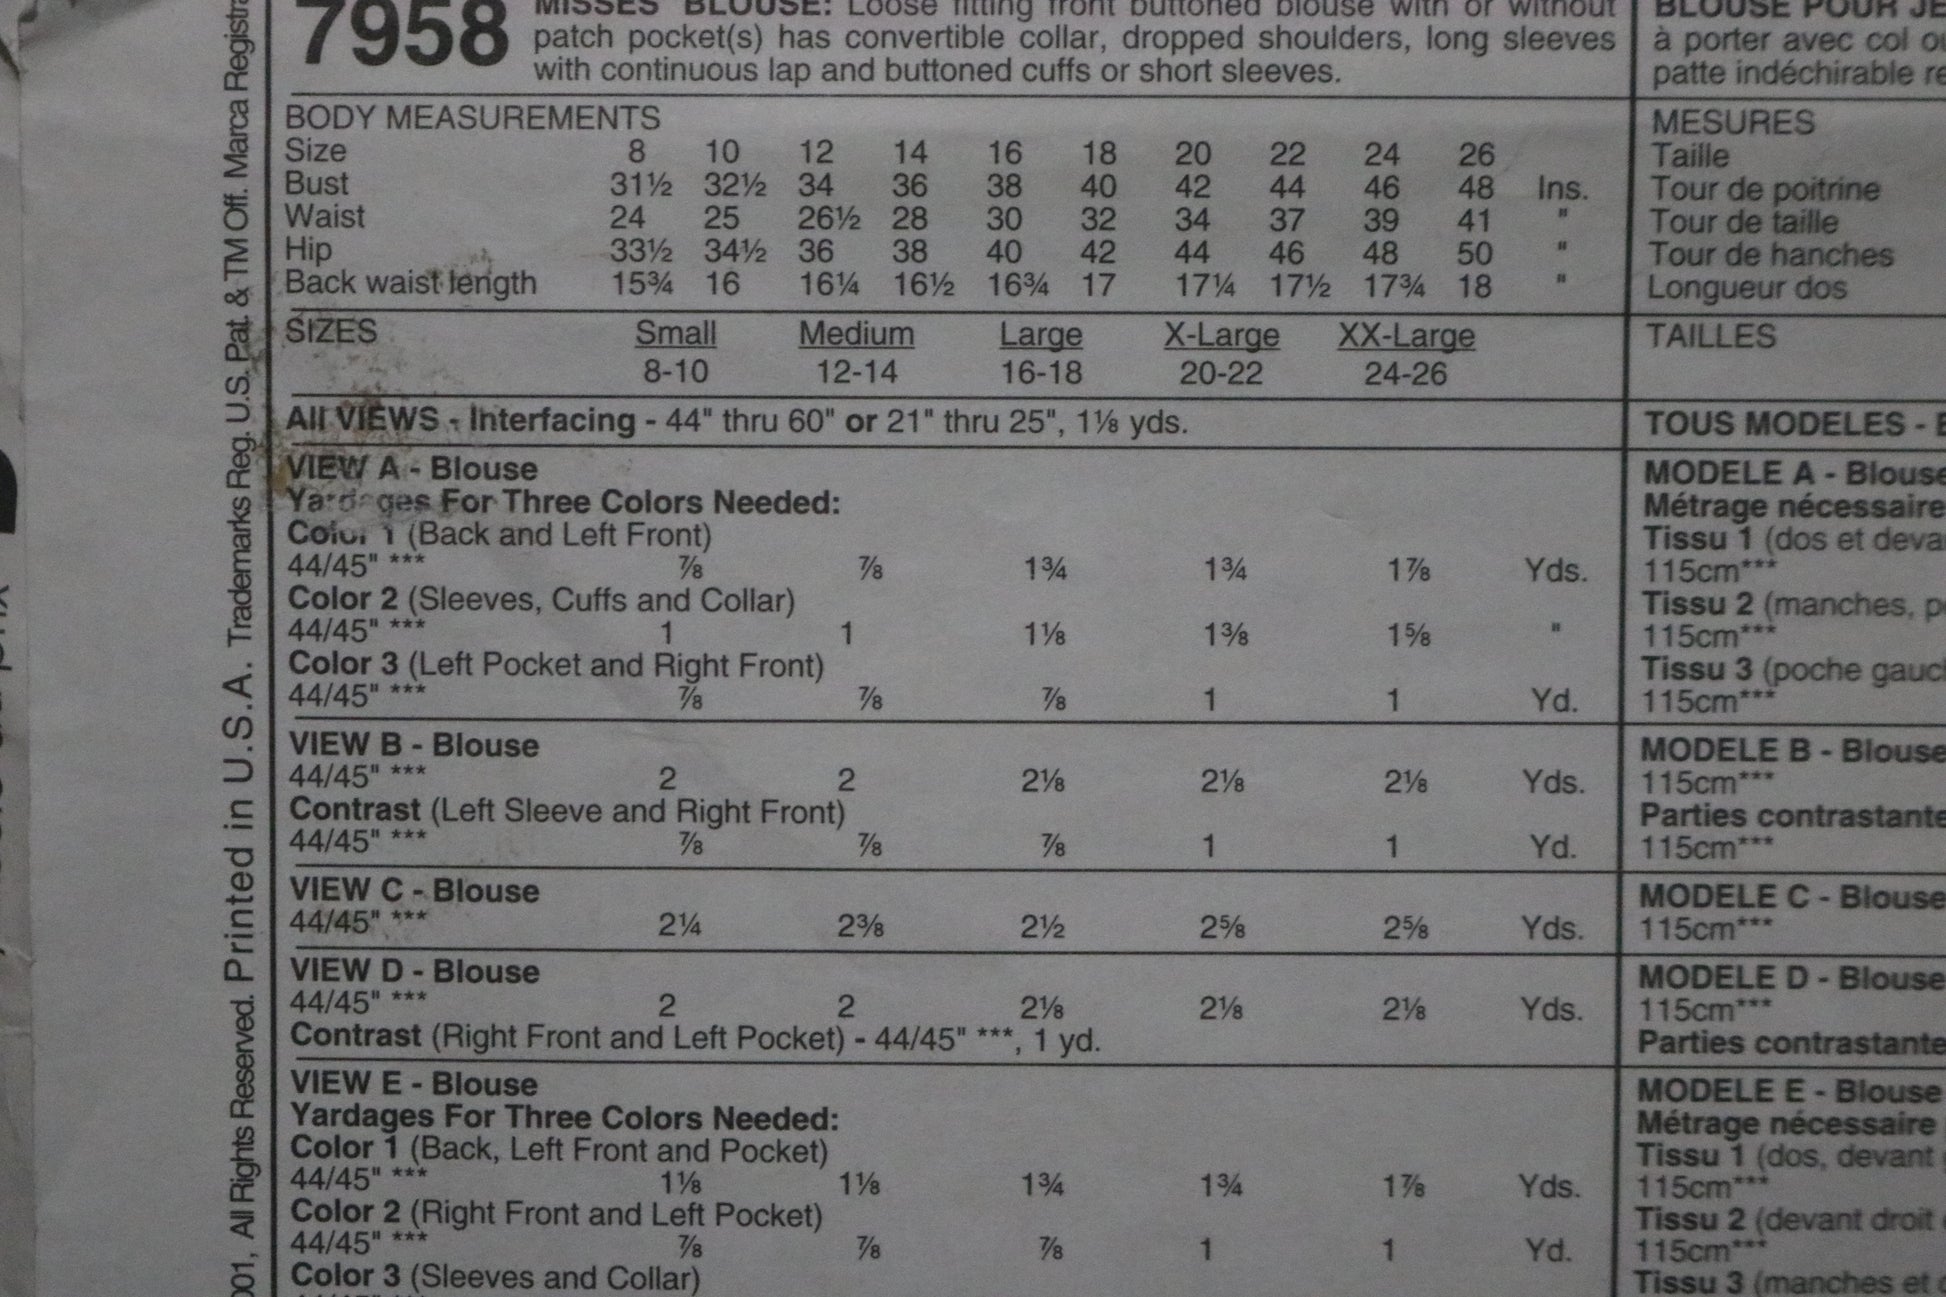 7958
MISSES' BLOUSE: Loose fitting front buttoned blouse with or without
patch pocket(s) has convertible collar, dropped shoulders, long sleeves
with continuous lap and buttoned cuffs or short sleeves.
BODY MEASUREMENTS
Size 8 10 12 14 16 18 20 22 24 26
Bust 31½ 32½ 34 36 38 40 42 44 46 48 Ins.
Waist 24 25 26½ 28 30 32 34 37 39 41 "
Hip 33½ 34½ 36 38 40 42 44 46 48 50 "
Back waist length 15¾ 16 16¼ 16½ 16¾ 17 17¼ 17½ 17¾ 18 "
SIZES Small Medium Large X-Large XX-Large
8-10 12-14 16-18 20-22 24-26
All VIEWS - Interfacing - 44" thru 60" or 21" thru 25", 1⅛ yds.
VIEW A - Blouse
Yardages For Three Colors Needed:
Color 1 (Back and Left Front)
44/45" *** ⅞ ⅞ 1¾ 1¾ 1⅞ Yds.
Color 2 (Sleeves, Cuffs and Collar)
44/45" *** 1 1 1⅛ 1⅜ 1⅝ "
Color 3 (Left Pocket and Right Front)
44/45" *** ⅞ ⅞ ⅞ 1 1 Yd.
VIEW B - Blouse
44/45" *** 2 2 2⅛ 2⅛ 2⅛ Yds.
Contrast (Left Sleeve and Right Front)
44/45" *** ⅞ ⅞ ⅞ 1 1 Yd.
VIEW C - Blouse
44/45" *** 2¼ 2⅜ 2½ 2⅝ 2⅝ Yds.
VIEW D - Blouse
44/45" *** 2 2 2⅛ 2⅛ 2⅛ Yds.
Contrast (Right Front and Left Pocket) - 44/45" ***, 1 yd.
VIEW E - Blouse
Yardages For Three Colors Needed:
Color 1 (Back, Left Front and Pocket)
44/45" *** 1⅛ 1⅛ 1¾ 1¾ 1⅞ Yds.
Color 2 (Right Front and Left Pocket)
44/45" *** ⅞ ⅞ ⅞ 1 1 Yd.
Color 3 (Sleeves and Collar)
BLOUSE POUR JE
à porter avec col ou
patte indéchirable re
MESURES
Taille
Tour de poitrine
Tour de taille
Tour de hanches
Longueur dos
TAILLES
TOUS MODELES - E
MODELE A - Blouse
Métrage nécessaire
Tissu 1 (dos et deva
115cm***
Tissu 2 (manches, po
115cm***
Tissu 3 (poche gauch
115cm***
MODELE B - Blouse
115cm***
Parties contrastante
115cm***
MODELE C - Blouse
115cm***
MODELE D - Blouse
115cm***
Parties contrastante
MODELE E - Blouse
Métrage nécessaire
Tissu 1 (dos, devant
115cm***
Tissu 2 (devant droit
115cm***
Tissu 3 (manches et
001, All Rights Reserved. Printed in U.S.A. Trademarks Reg. U.S. Pat. & TM Off. Marca Registra